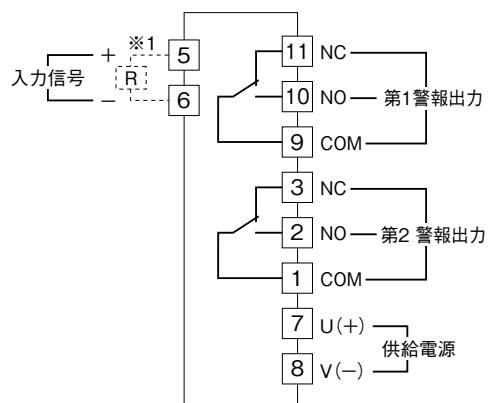 入力信号
+
−
※1
R
5
6
11 NC
10 NO 第1警報出力
9 COM
3 NC
2 NO 第2 警報出力
1 COM
7 U(+)
供給電源
8 V(−)